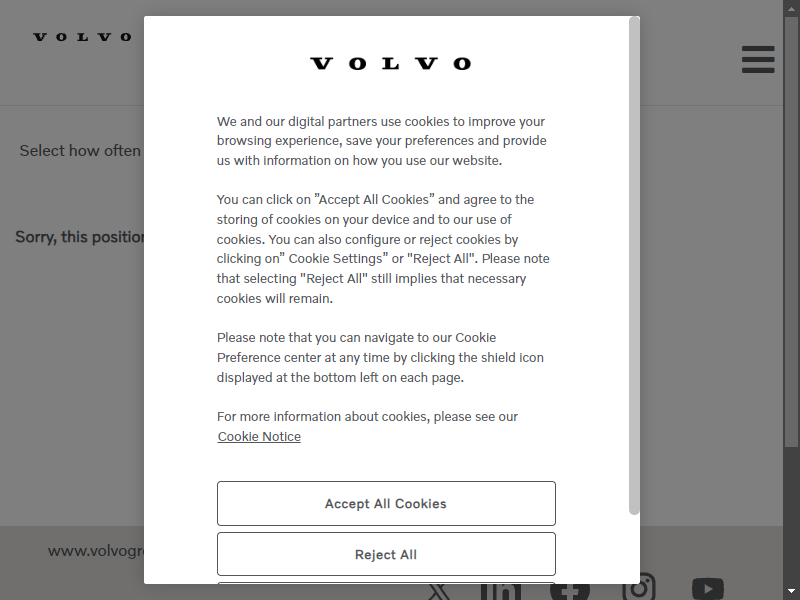 VOLVO
VOLVO
We and our digital partners use cookies to improve your
browsing experience, save your preferences and provide
us with information on how you use our website.
Select how often
You can click on ”Accept All Cookies” and agree to the
storing of cookies on your device and to our use of
cookies. You can also configure or reject cookies by
clicking on” Cookie Settings” or "Reject All". Please note
that selecting "Reject All" still implies that necessary
cookies will remain.
Sorry, this position
Please note that you can navigate to our Cookie
Preference center at any time by clicking the shield icon
displayed at the bottom left on each page.
For more information about cookies, please see our
Cookie Notice
Accept All Cookies
Reject All
www.volvogro